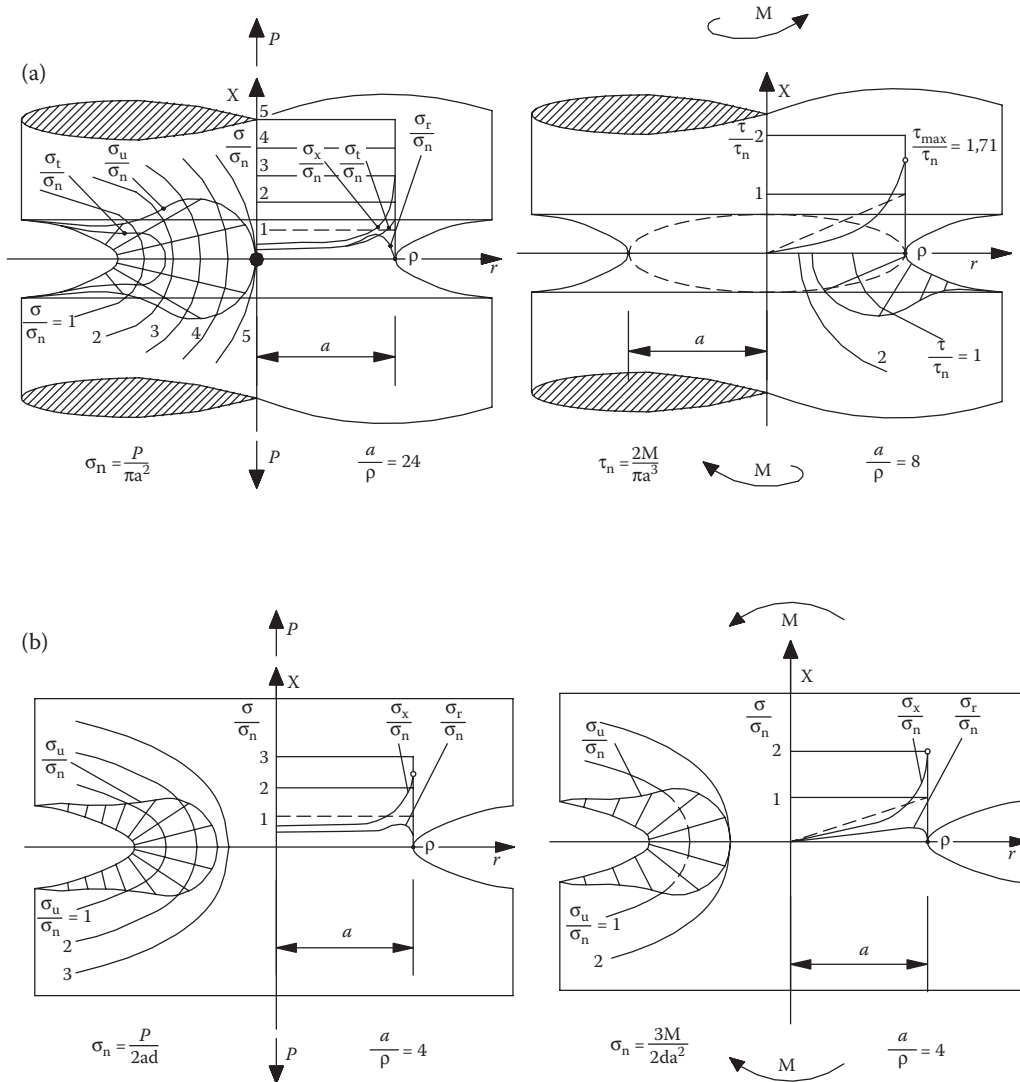 P
M
(a)
X
X
5
σ/σn
4
3
2
1
σt/σn
σu/σn
σx/σn
σt/σn
σr/σn
τ/τn
2
1
τmax/τn = 1,71
ρ
r
ρ
r
σ/σn = 1
2
3
4
5
a
a
2
τ/τn = 1
σn = P/πa²
P
a/ρ = 24
τn = 2M/πa³
M
a/ρ = 8
(b)
P
M
X
X
σu/σn
σ/σn
3
2
1
σx/σn
σr/σn
σu/σn
σ/σn
2
1
σx/σn
σr/σn
ρ
r
ρ
r
σu/σn = 1
2
3
a
σu/σn = 1
2
a
σn = P/2ad
P
a/ρ = 4
σn = 3M/2da²
M
a/ρ = 4